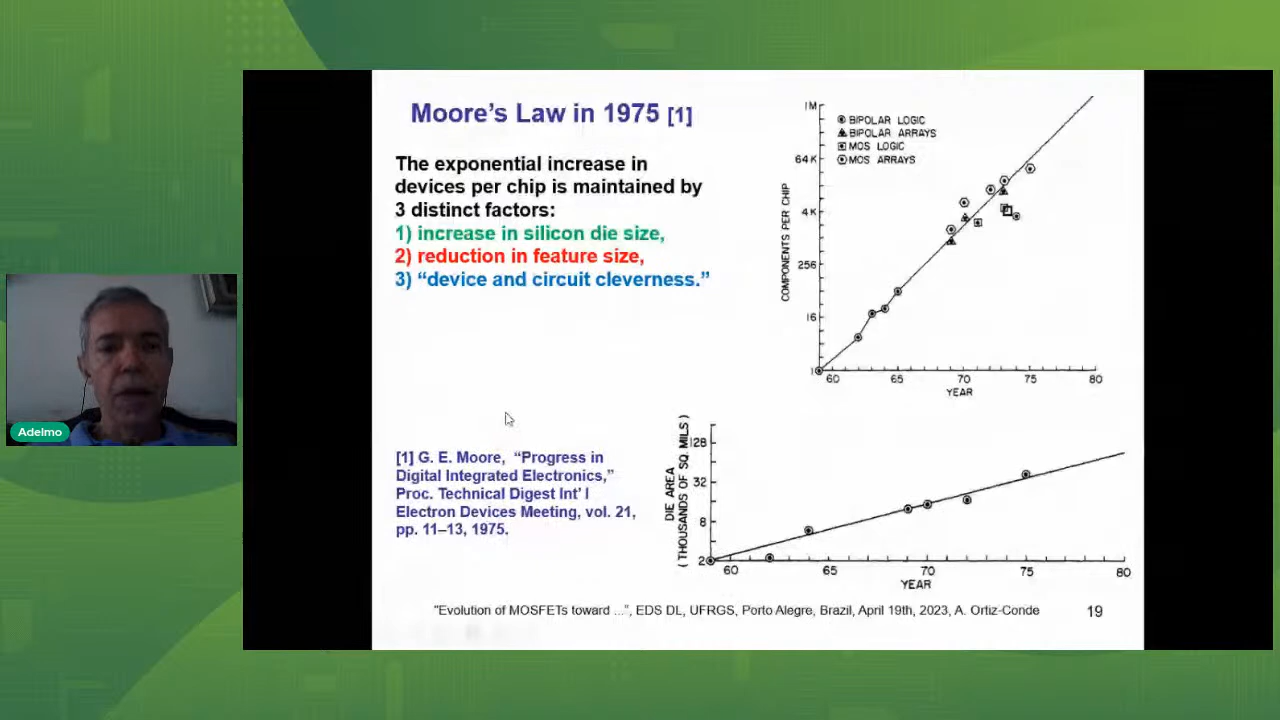 Moore's Law in 1975 [1]
The exponential increase in
devices per chip is maintained by
3 distinct factors:
1) increase in silicon die size,
2) reduction in feature size,
3) “device and circuit cleverness.”
[1] G. E. Moore, “Progress in
Digital Integrated Electronics,”
Proc. Technical Digest Int' l
Electron Devices Meeting, vol. 21,
pp. 11–13, 1975.
1M
64K
4K
256
16
1
COMPONENTS PER CHIP
BIPOLAR LOGIC
BIPOLAR ARRAYS
MOS LOGIC
MOS ARRAYS
60 65 70 75 80
YEAR
DIE AREA
(THOUSANDS OF SQ. MILS)
128
32
8
2
60 65 70 75 80
YEAR
"Evolution of MOSFETs toward ...", EDS DL, UFRGS, Porto Alegre, Brazil, April 19th, 2023, A. Ortiz-Conde
19
Adelmo